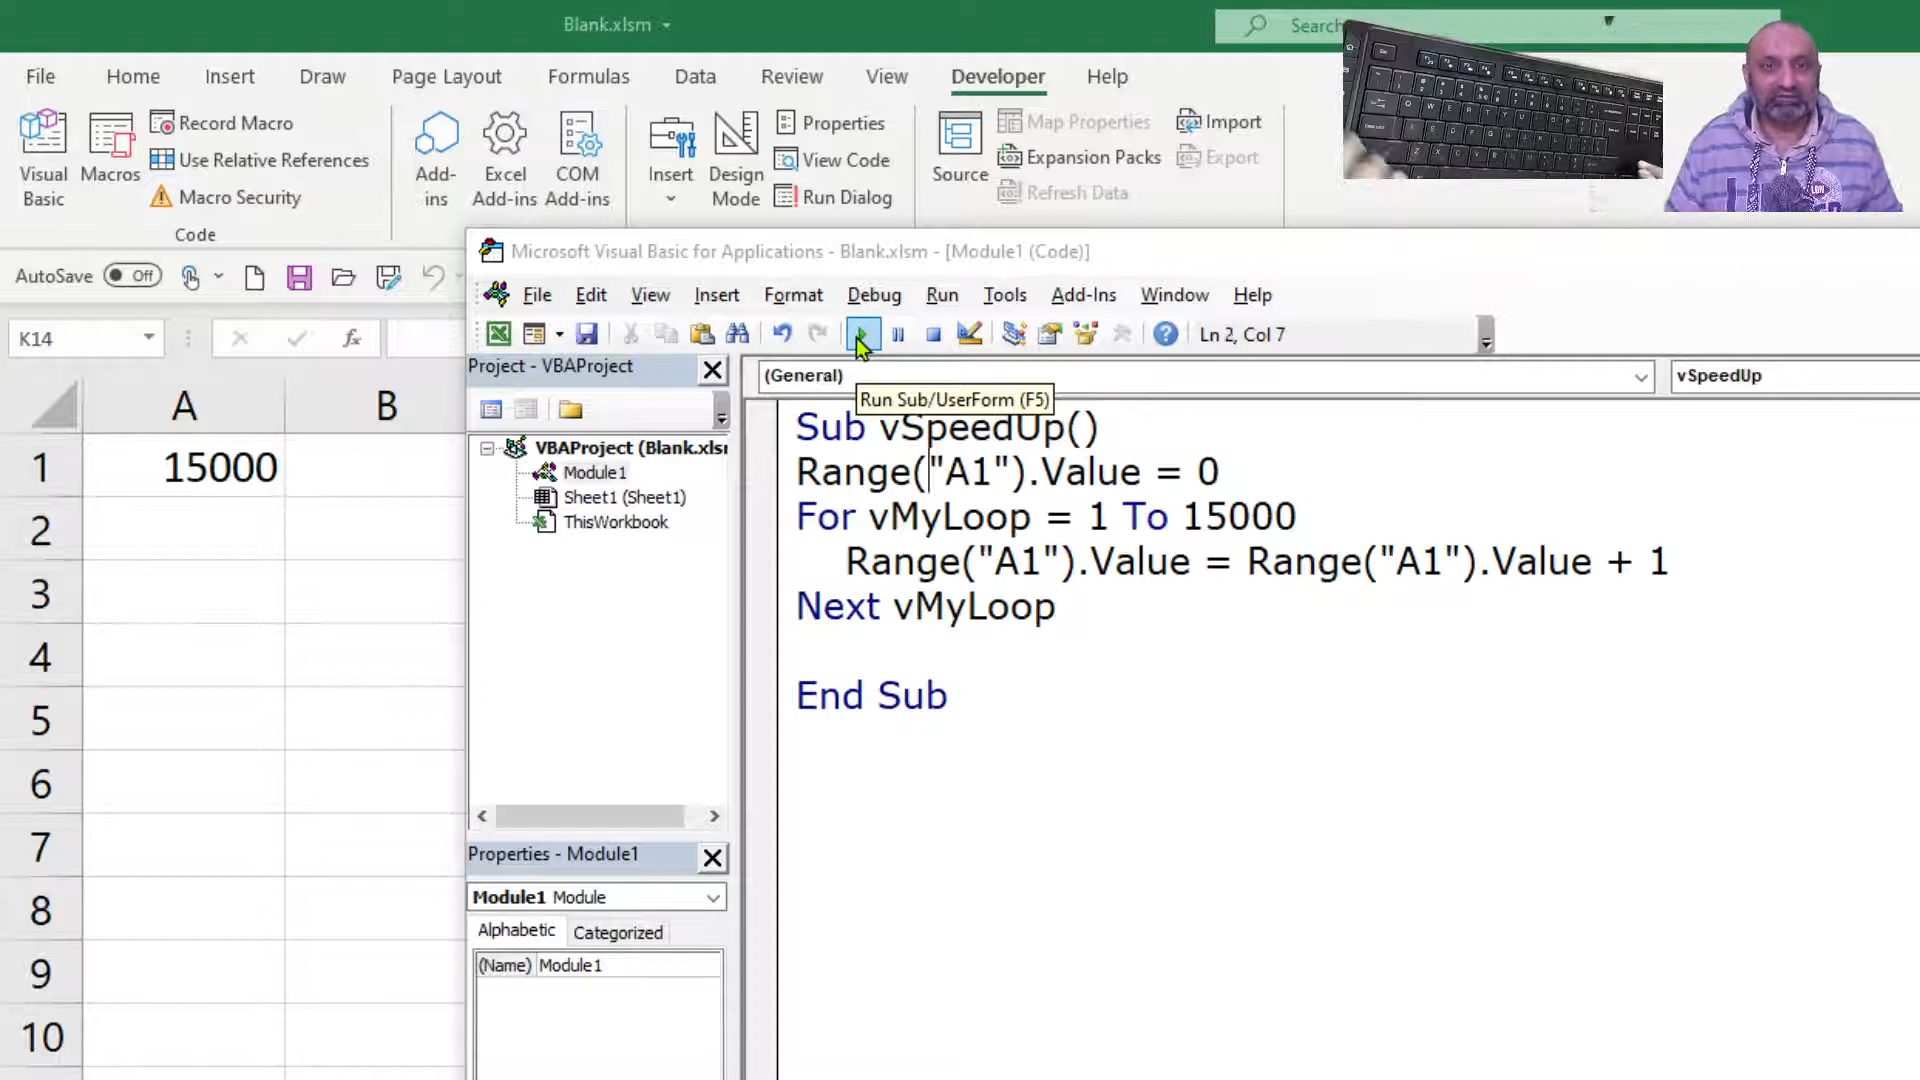 Blank.xlsm
Search
File Home Insert Draw Page Layout Formulas Data Review View Developer Help
Visual Basic
Macros
Record Macro
Use Relative References
Macro Security
Code
Add-ins
Excel Add-ins
COM Add-ins
Insert
Design Mode
Properties
View Code
Run Dialog
Source
Map Properties
Expansion Packs
Refresh Data
Import
Export
AutoSave Off
K14
fx
A B
1 15000
2
3
4
5
6
7
8
9
10
Microsoft Visual Basic for Applications - Blank.xlsm - [Module1 (Code)]
File Edit View Insert Format Debug Run Tools Add-Ins Window Help
Ln 2, Col 7
Project - VBAProject
VBAProject (Blank.xls
Module1
Sheet1 (Sheet1)
ThisWorkbook
Properties - Module1
Module1 Module
Alphabetic Categorized
(Name) Module1
(General)
vSpeedUp
Run Sub/UserForm (F5)
Sub vSpeedUp()
Range("A1").Value = 0
For vMyLoop = 1 To 15000
Range("A1").Value = Range("A1").Value + 1
Next vMyLoop
End Sub